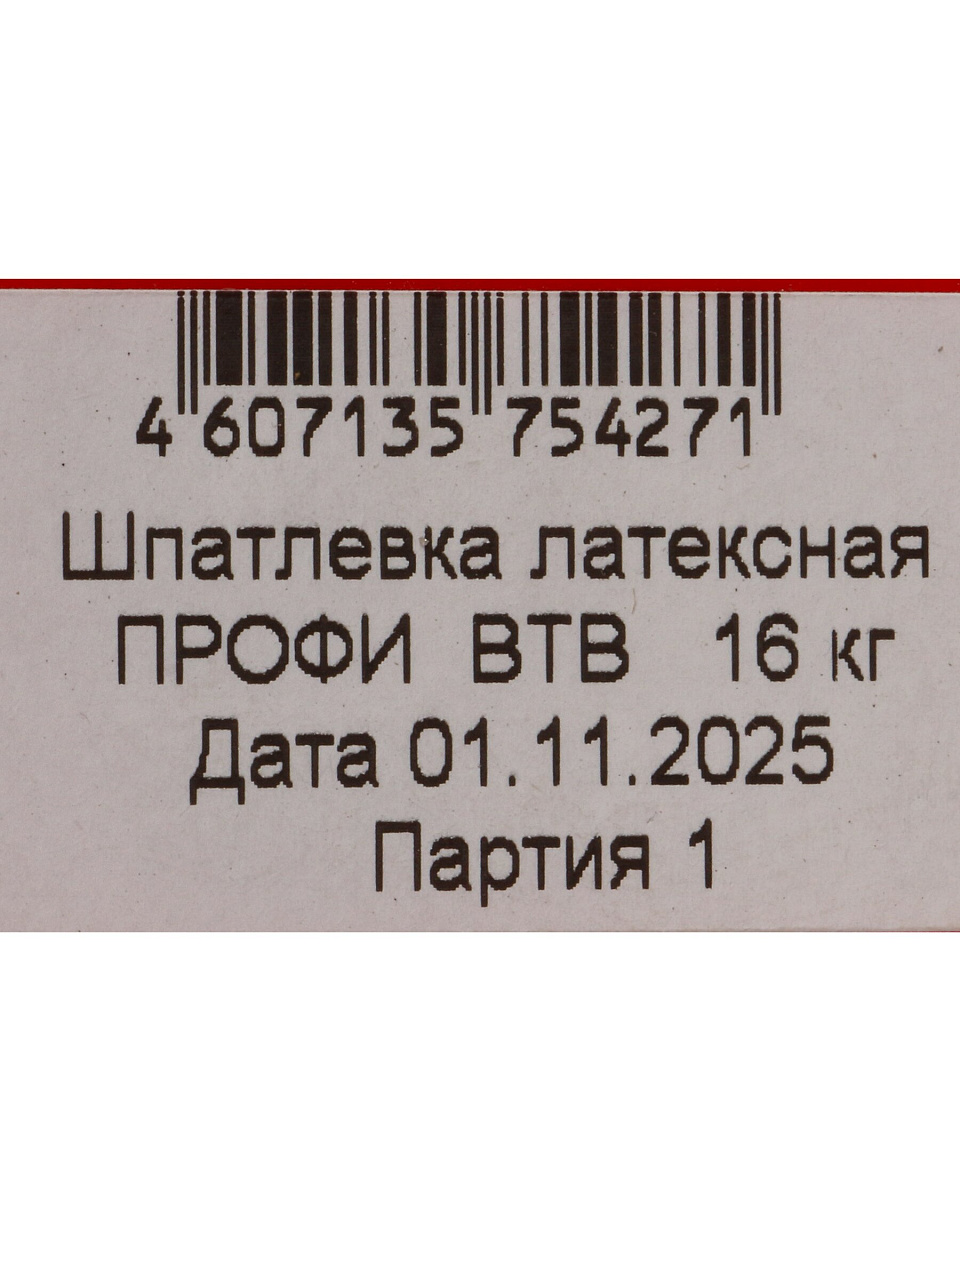 4 607135 754271
Шпатлевка латексная
ПРОФИ ВТВ 16 кг
Дата 01.11.2025
Партия 1